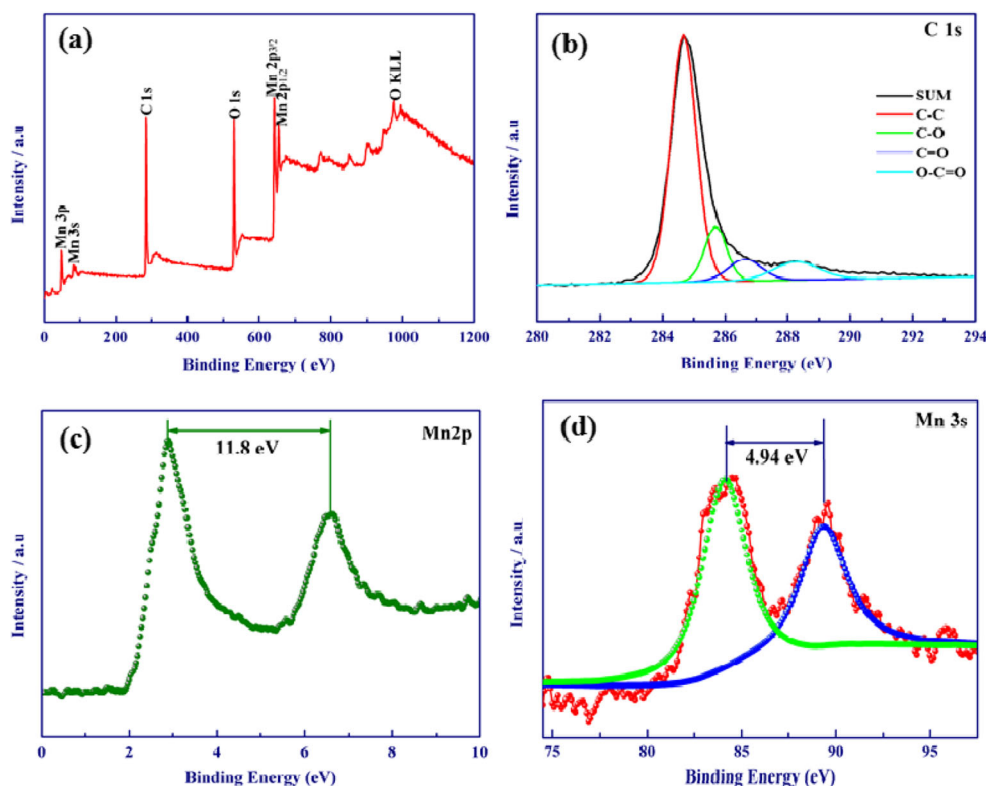 (a)
C 1s
O 1s
Mn 2p3/2
Mn 2p1/2
O KLL
Mn 3p
Mn 3s
Intensity / a.u
0 200 400 600 800 1000 1200
Binding Energy ( eV)
(b)
C 1s
SUM
C-C
C-O
C=O
O-C=O
Intensity / a.u
280 282 284 286 288 290 292 294
Binding Energy (eV)
(c)
Mn2p
11.8 eV
Intensity / a.u
0 2 4 6 8 10
Binding Energy (eV)
(d)
Mn 3s
4.94 eV
Intensity / a.u
75 80 85 90 95
Binding Energy (eV)